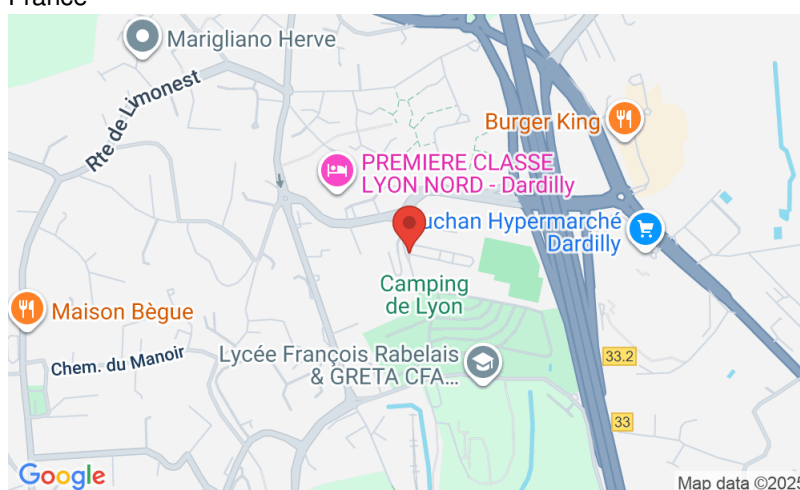 France
Marigliano Herve
Rte de Limonest
Burger King
PREMIERE CLASSE
LYON NORD - Dardilly
uchan Hypermarché
Dardilly
Camping
de Lyon
Maison Bègue
Chem. du Manoir
Lycée François Rabelais
& GRETA CFA...
33.2
33
Google
Map data ©2025